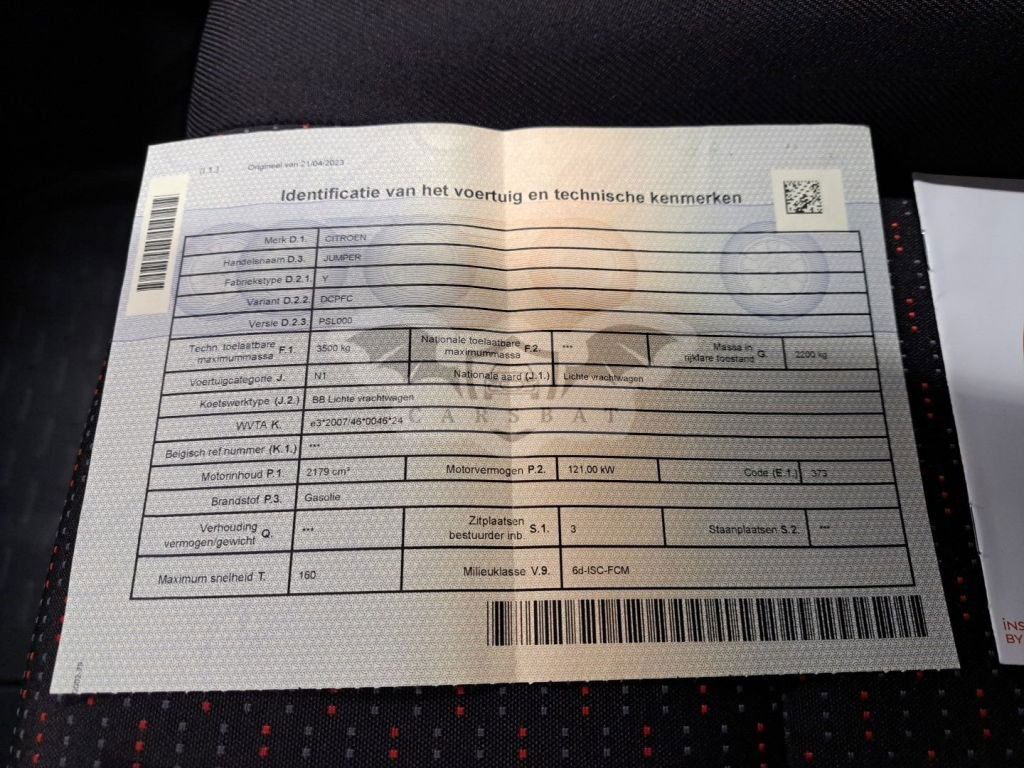 (I.1.) Origineel van 21/04/2023
Identificatie van het voertuig en technische kenmerken
Merk D.1. CITROEN
Handelsnaam D.3. JUMPER
Fabriekstype D.2.1. Y
Variant D.2.2. DCPFC
Versie D.2.3. PSL000
Techn. toelaatbare maximummassa F.1. 3500 kg Nationale toelaatbare maximummassa F.2. *** Massa in rijklare toestand G. 2200 kg
Voertuigcategorie J. N1 Nationale aard (J.1.) Lichte vrachtwagen
Koetswerktype (J.2.) BB Lichte vrachtwagen
CARSBAT
WVTA K. e3*2007/46*0046*24
Belgisch ref.nummer (K.1.) ***
Motorinhoud P.1. 2179 cm³ Motorvermogen P.2. 121,00 kW Code (E.1.) 373
Brandstof P.3. Gasolie
Verhouding vermogen/gewicht Q. *** Zitplaatsen bestuurder inb. S.1. 3 Staanplaatsen S.2. ***
Maximum snelheid T. 160 Milieuklasse V.9. 6d-ISC-FCM
INS
BY